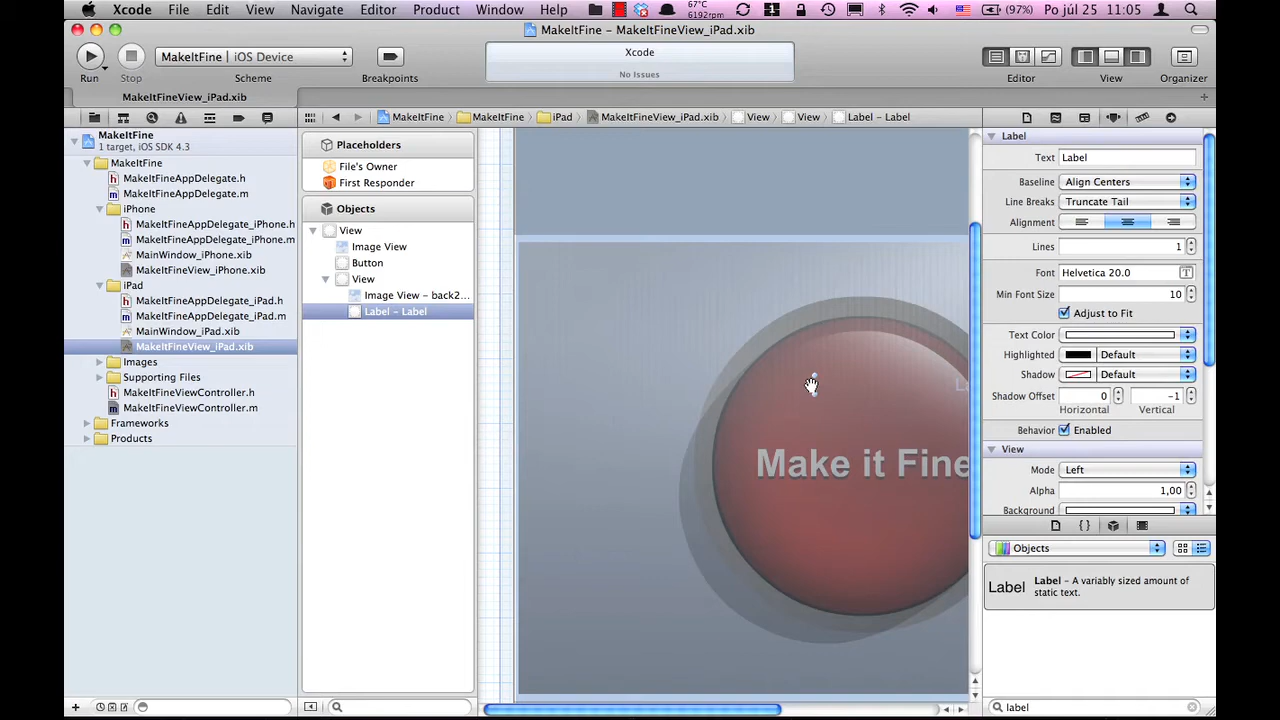 Xcode File Edit View Navigate Editor Product Window Help 67°C 6192rpm 1 (97%) Po júl 25 11:05
MakeItFine - MakeItFineView_iPad.xib
MakeItFine | iOS Device
Xcode
No Issues
Run Stop Scheme Breakpoints Editor View Organizer
MakeItFineView_iPad.xib
MakeItFine MakeItFine iPad MakeItFineView_iPad.xib View View Label - Label
MakeItFine
1 target, iOS SDK 4.3
MakeItFine
MakeItFineAppDelegate.h
MakeItFineAppDelegate.m
iPhone
MakeItFineAppDelegate_iPhone.h
MakeItFineAppDelegate_iPhone.m
MainWindow_iPhone.xib
MakeItFineView_iPhone.xib
iPad
MakeItFineAppDelegate_iPad.h
MakeItFineAppDelegate_iPad.m
MainWindow_iPad.xib
MakeItFineView_iPad.xib
Images
Supporting Files
MakeItFineViewController.h
MakeItFineViewController.m
Frameworks
Products
Placeholders
File's Owner
First Responder
Objects
View
Image View
Button
View
Image View - back2...
Label - Label
Make it Fine
Label
Text Label
Baseline Align Centers
Line Breaks Truncate Tail
Alignment
Lines 1
Font Helvetica 20.0
Min Font Size 10
Adjust to Fit
Text Color
Highlighted Default
Shadow Default
Shadow Offset 0 -1
Horizontal Vertical
Behavior Enabled
View
Mode Left
Alpha 1,00
Background
Objects
Label
Label - A variably sized amount of
static text.
label